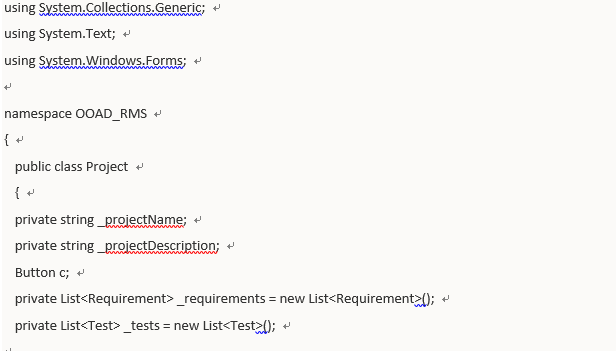 using System.Collections.Generic;
using System.Text;
using System.Windows.Forms;
namespace OOAD_RMS
{
public class Project
{
private string _projectName;
private string _projectDescription;
Button c;
private List<Requirement> _requirements = new List<Requirement>();
private List<Test> _tests = new List<Test>();